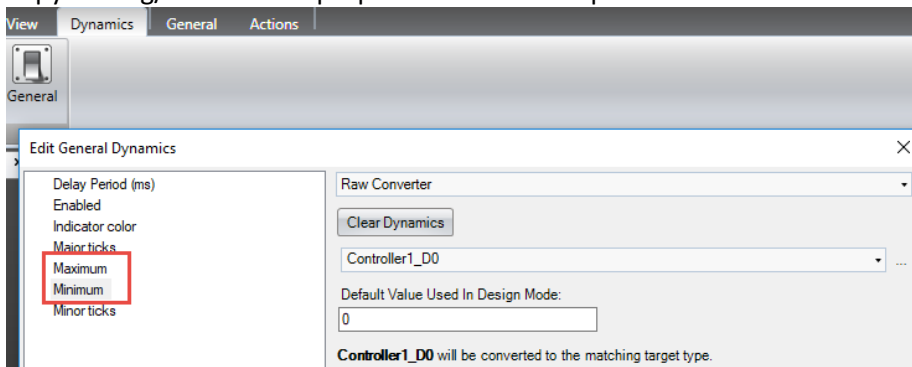 View Dynamics General Actions
General
Edit General Dynamics
Delay Period (ms)
Enabled
Indicator color
Major ticks
Maximum
Minimum
Minor ticks
Raw Converter
Clear Dynamics
Controller1_D0
...
Default Value Used In Design Mode:
0
Controller1_D0 will be converted to the matching target type.